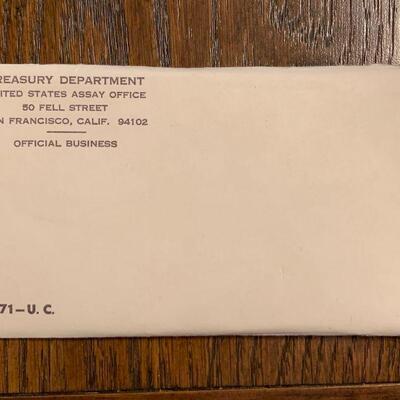 REASURY DEPARTMENT
ITED STATES ASSAY OFFICE
50 FELL STREET
N FRANCISCO, CALIF. 94102
OFFICIAL BUSINESS
71-U. C.